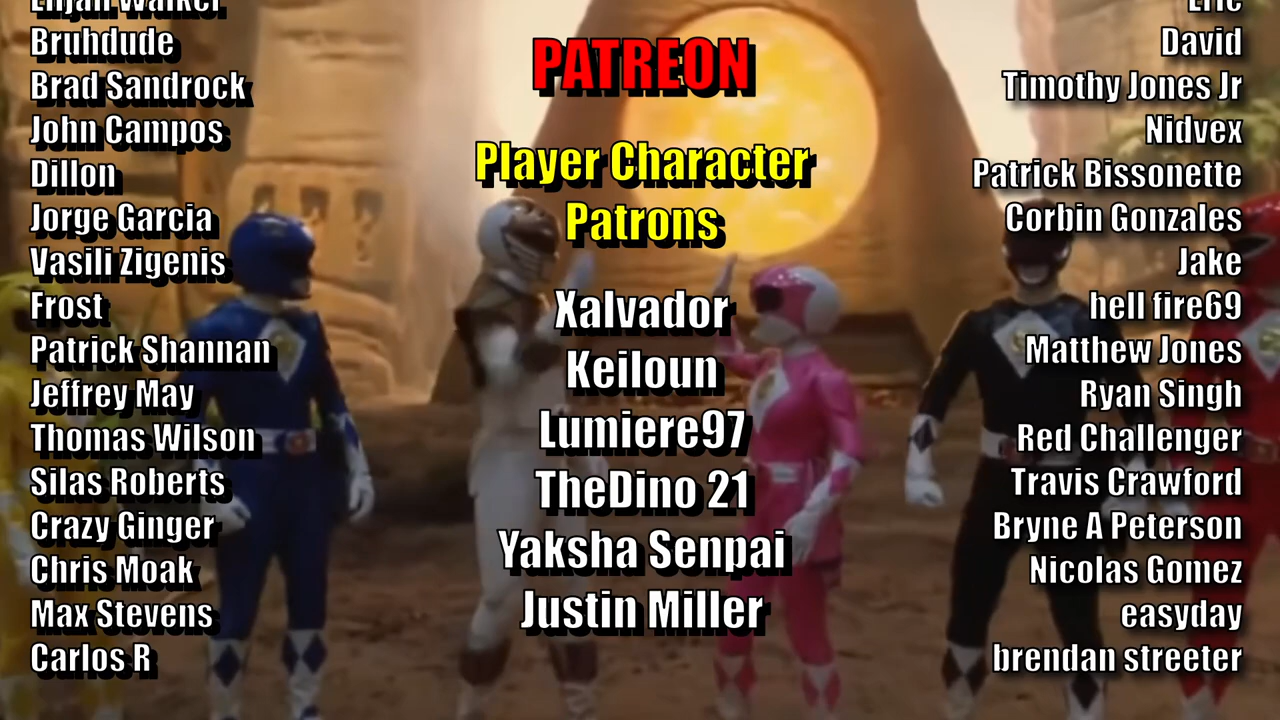 Elijah Walker
Bruhdude
Brad Sandrock
John Campos
Dillon
Jorge Garcia
Vasili Zigenis
Frost
Patrick Shannan
Jeffrey May
Thomas Wilson
Silas Roberts
Crazy Ginger
Chris Moak
Max Stevens
Carlos R
PATREON
Player Character
Patrons
Xalvador
Keiloun
Lumiere97
TheDino 21
Yaksha Senpai
Justin Miller
Eric
David
Timothy Jones Jr
Nidvex
Patrick Bissonette
Corbin Gonzales
Jake
hell fire69
Matthew Jones
Ryan Singh
Red Challenger
Travis Crawford
Bryne A Peterson
Nicolas Gomez
easyday
brendan streeter